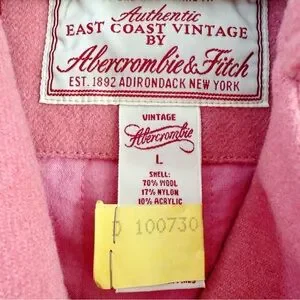 Authentic
EAST COAST VINTAGE
BY
Abercrombie & Fitch
EST. 1892 ADIRONDACK NEW YORK
VINTAGE
Abercrombie
L
SHELL:
70% WOOL
17% NYLON
10% ACRYLIC
100730